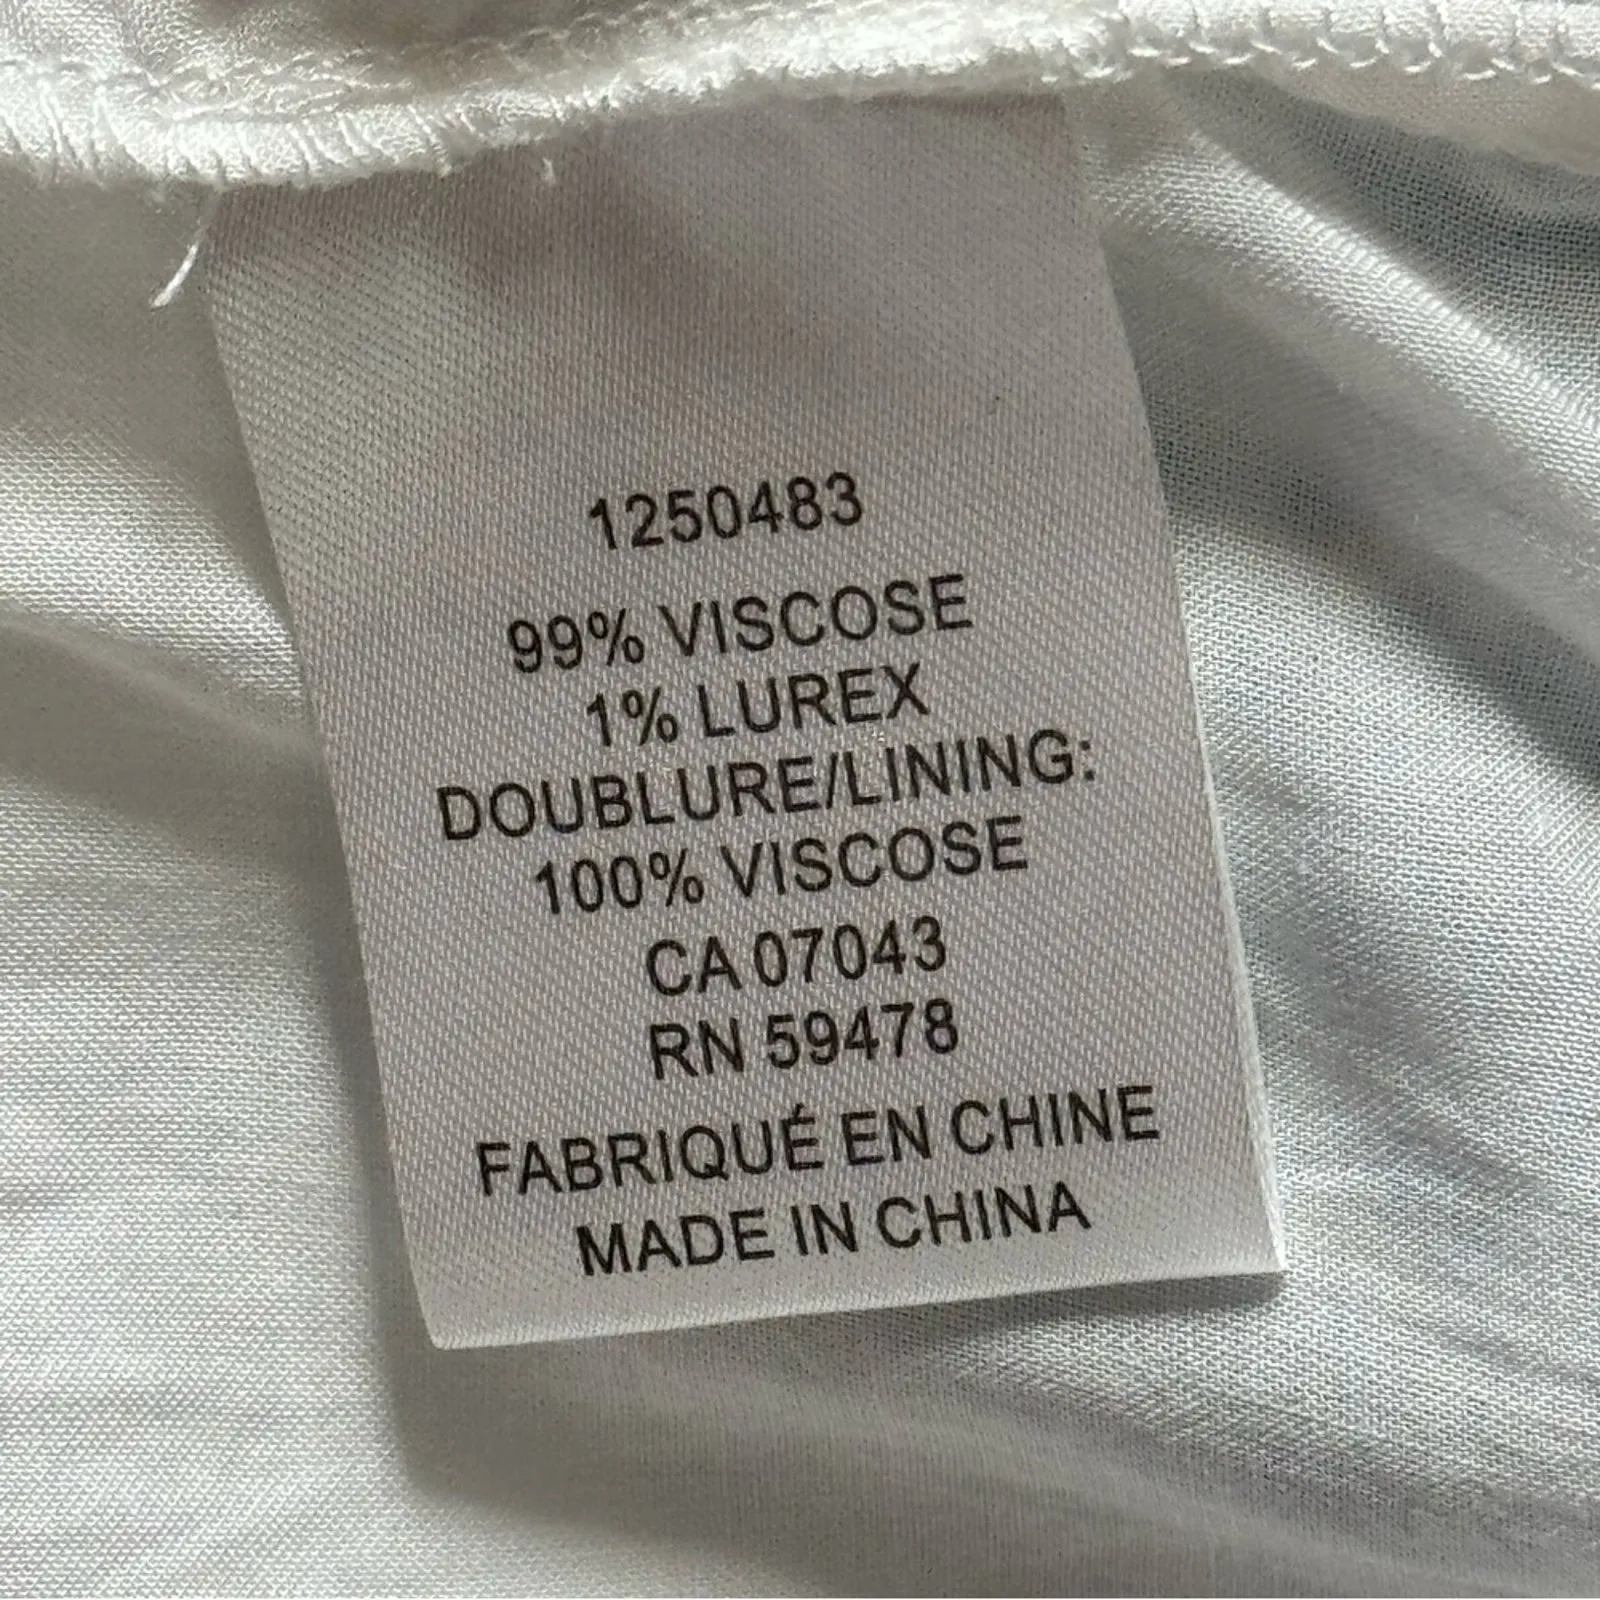 1250483
99% VISCOSE
1% LUREX
DOUBLURE/LINING:
100% VISCOSE
CA 07043
RN 59478
FABRIQUÉ EN CHINE
MADE IN CHINA